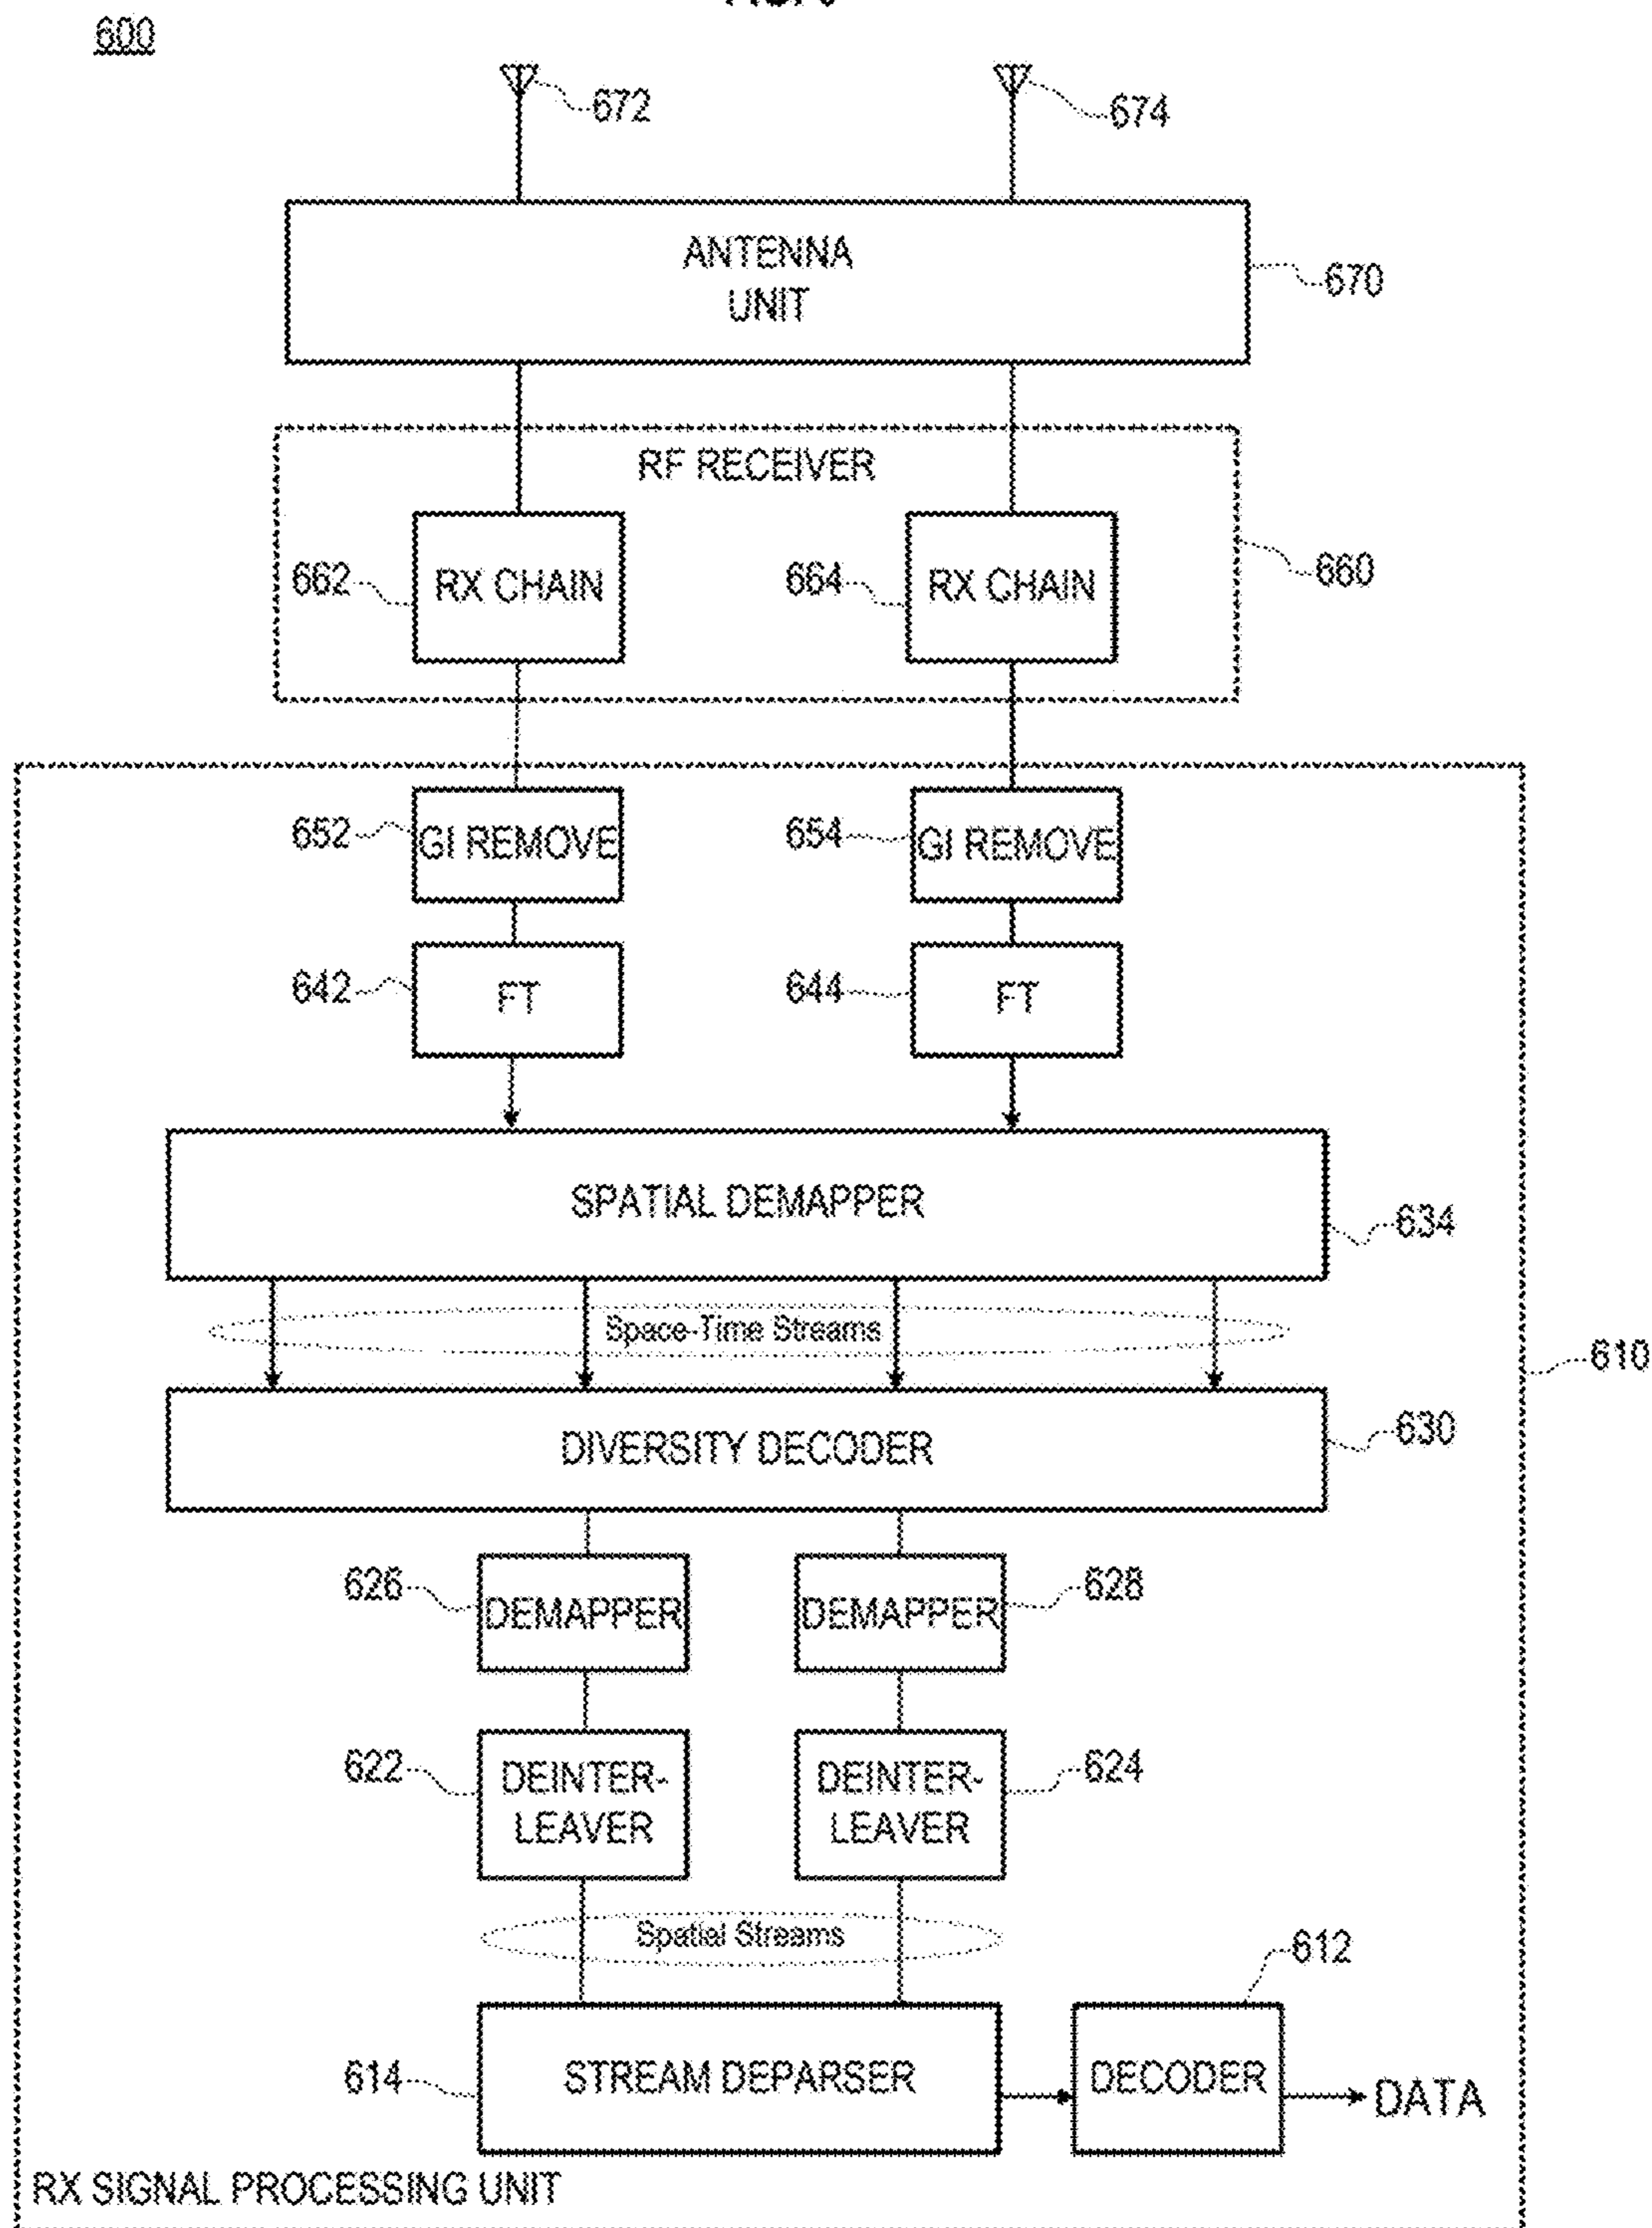 600
672
674
ANTENNA
UNIT
670
RF RECEIVER
662
RX CHAIN
664
RX CHAIN
660
652
GI REMOVE
654
GI REMOVE
642
FT
644
FT
SPATIAL DEMAPPER
634
Space-Time Streams
610
DIVERSITY DECODER
630
626
DEMAPPER
DEMAPPER
628
622
DEINTER-
LEAVER
DEINTER-
LEAVER
624
Spatial Streams
612
614
STREAM DEPARSER
DECODER
DATA
RX SIGNAL PROCESSING UNIT